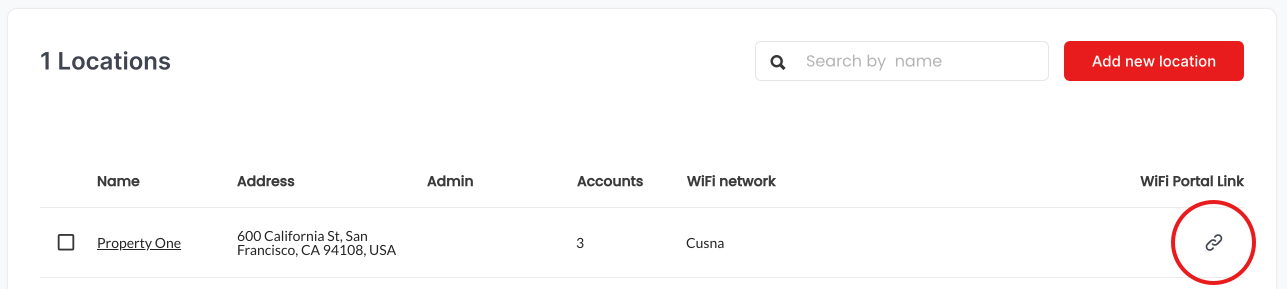 1 Locations
Search by name
Add new location
Name Address Admin Accounts WiFi network WiFi Portal Link
Property One
600 California St, San
Francisco, CA 94108, USA
3
Cusna